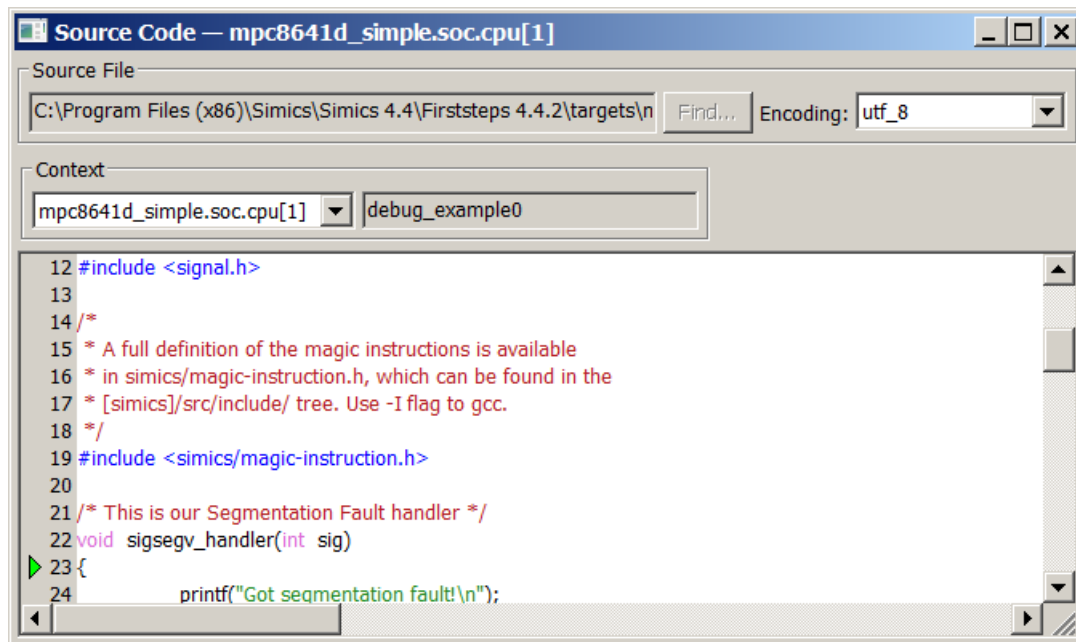 Source Code — mpc8641d_simple.soc.cpu[1]
Source File
C:\Program Files (x86)\Simics\Simics 4.4\Firststeps 4.4.2\targets\n
Find...
Encoding: utf_8
Context
mpc8641d_simple.soc.cpu[1]
debug_example0
12 #include <signal.h>
13
14 /*
15 * A full definition of the magic instructions is available
16 * in simics/magic-instruction.h, which can be found in the
17 * [simics]/src/include/ tree. Use -I flag to gcc.
18 */
19 #include <simics/magic-instruction.h>
20
21 /* This is our Segmentation Fault handler */
22 void sigsegv_handler(int sig)
23 {
24 printf("Got segmentation fault!\n");